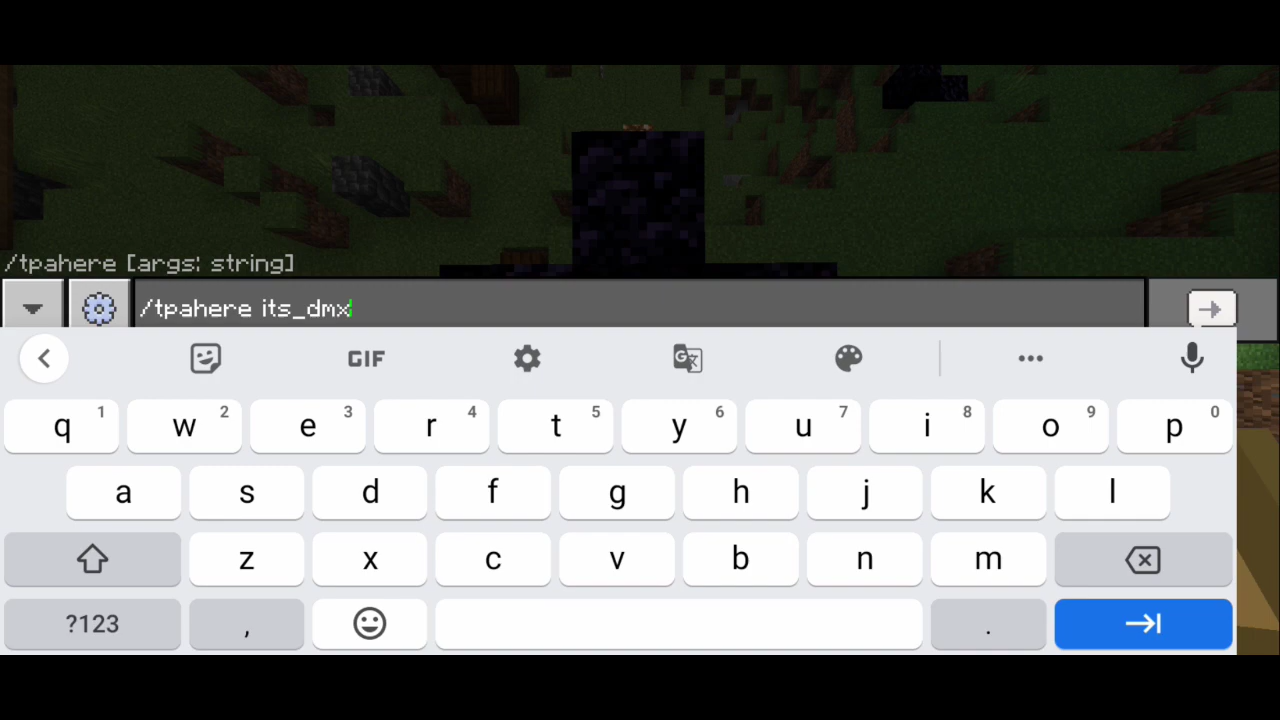 /tpahere [args: string]
/tpahere its_dmx
GIF
G
q 1 w 2 e 3 r 4 t 5 y 6 u 7 i 8 o 9 p 0
a s d f g h j k l
z x c v b n m
?123 , .